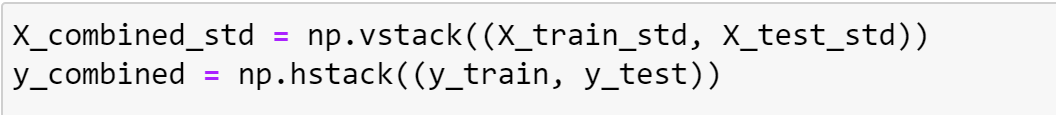 X_combined_std = np.vstack((X_train_std, X_test_std))
y_combined = np.hstack((y_train, y_test))